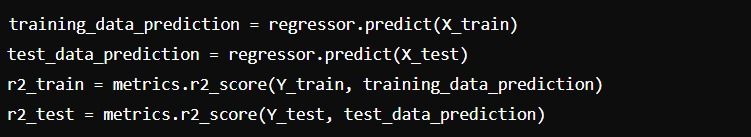 training_data_prediction = regressor.predict(X_train)
test_data_prediction = regressor.predict(X_test)
r2_train = metrics.r2_score(Y_train, training_data_prediction)
r2_test = metrics.r2_score(Y_test, test_data_prediction)